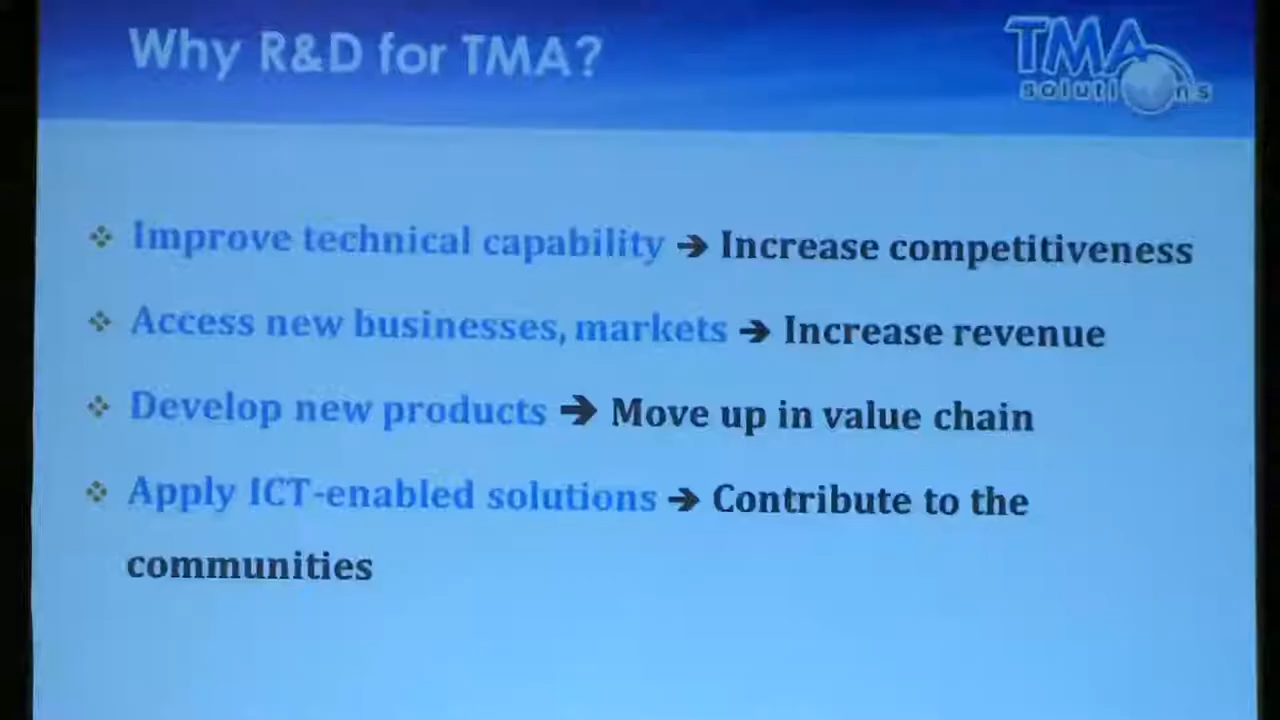 Why R&D for TMA?
TMA
solutions
❖ Improve technical capability ➔ Increase competitiveness
❖ Access new businesses, markets ➔ Increase revenue
❖ Develop new products ➔ Move up in value chain
❖ Apply ICT-enabled solutions ➔ Contribute to the
communities